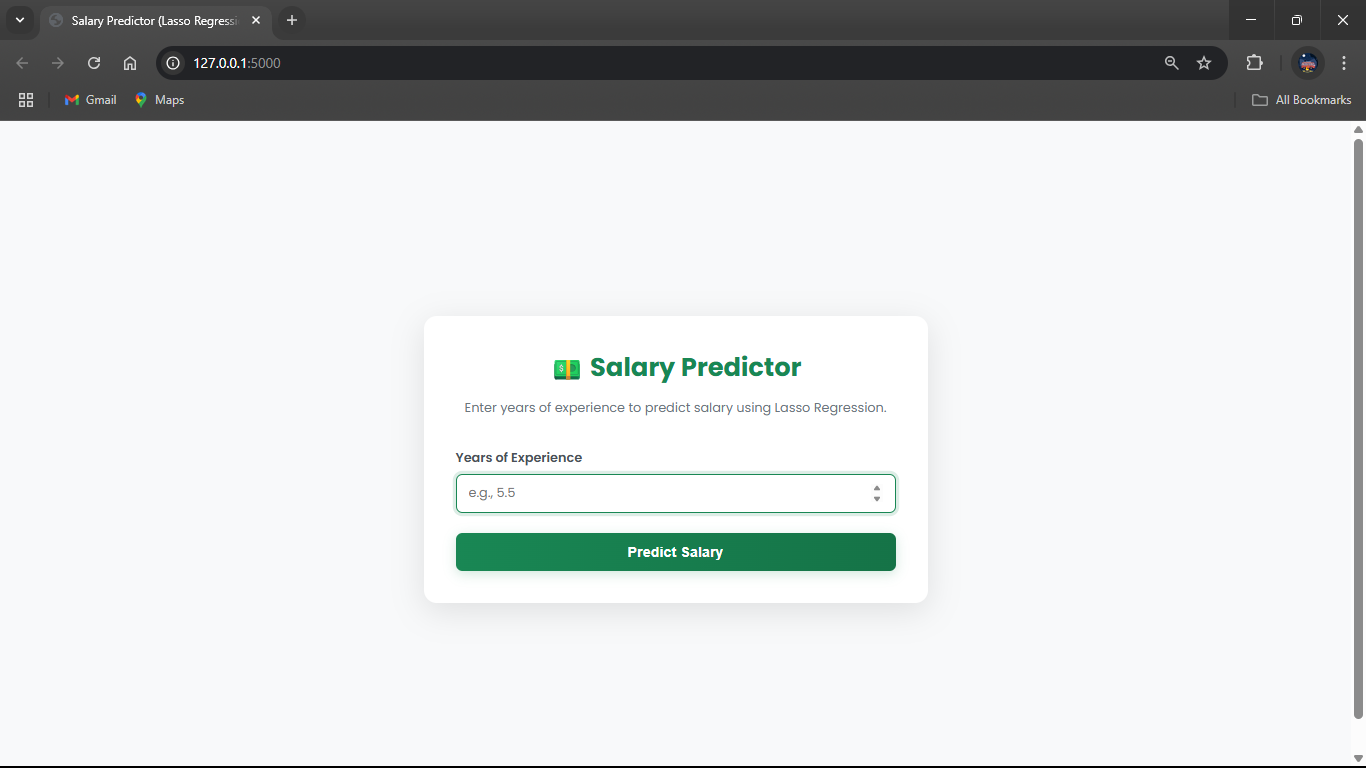 Salary Predictor (Lasso Regressi
127.0.0.1:5000
Gmail
Maps
All Bookmarks
💵 Salary Predictor
Enter years of experience to predict salary using Lasso Regression.
Years of Experience
e.g., 5.5
Predict Salary